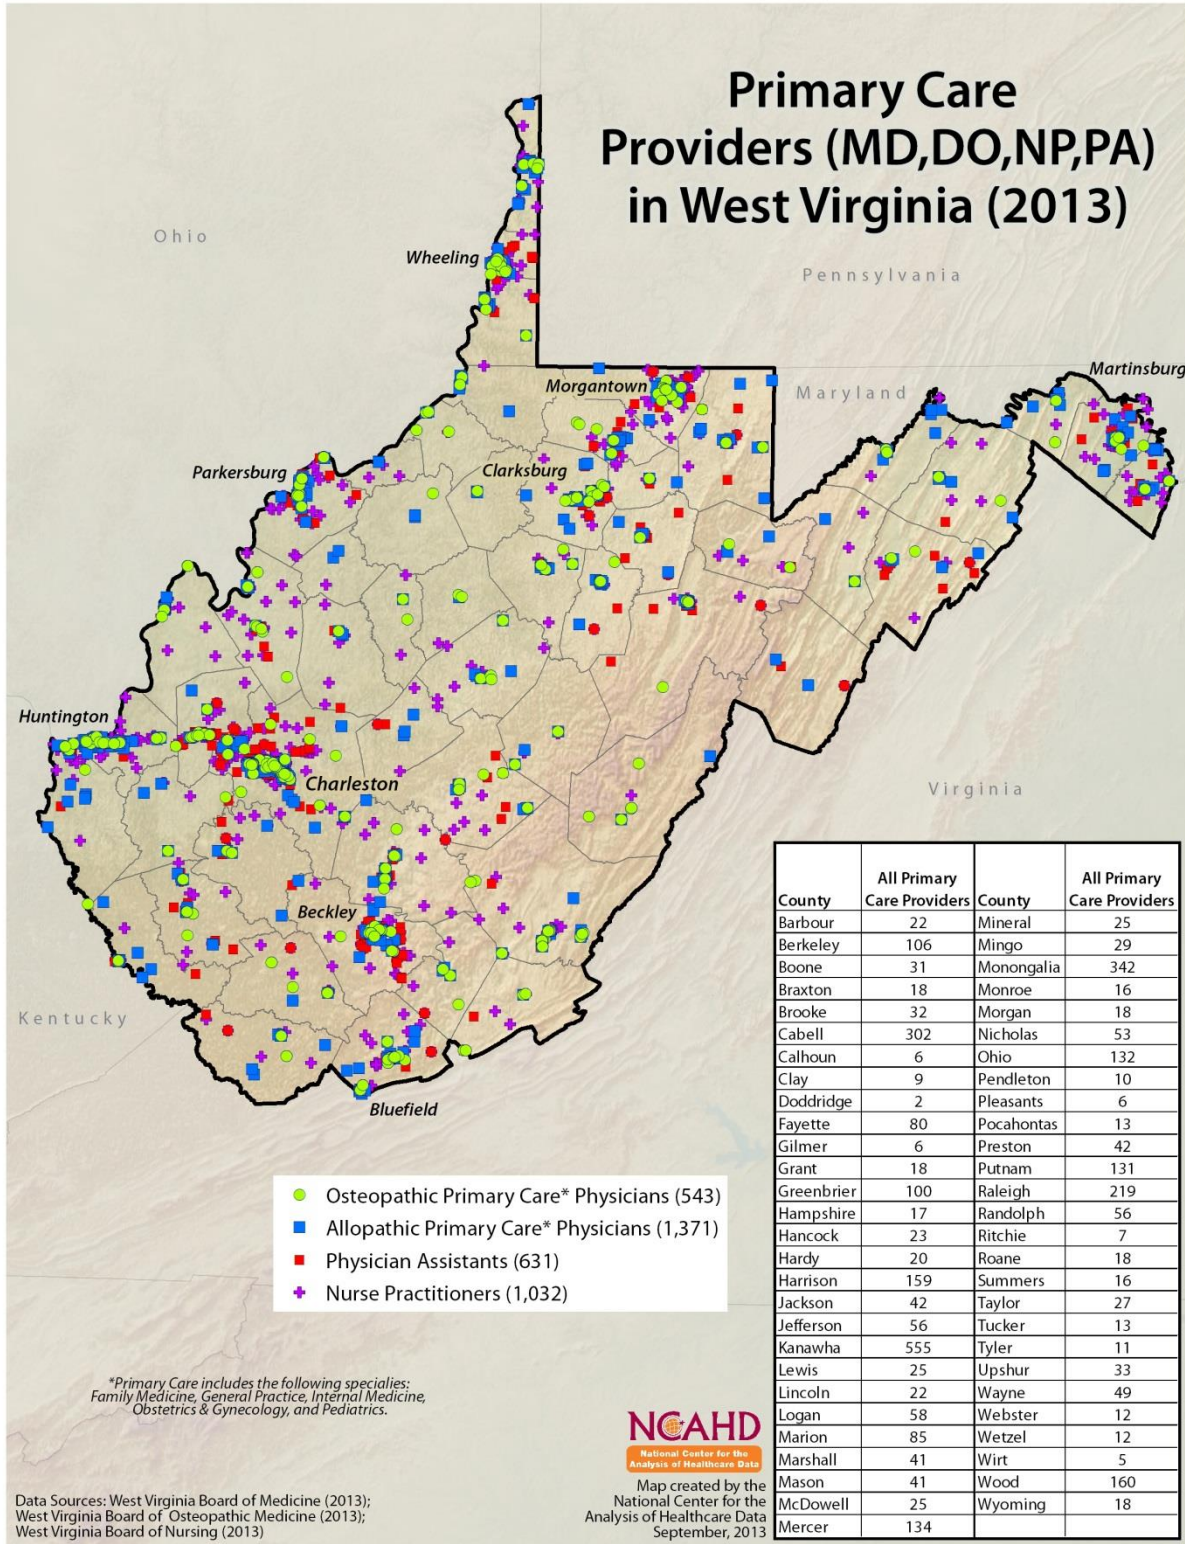 Primary Care
Providers (MD,DO,NP,PA)
in West Virginia (2013)
Ohio
Wheeling
Pennsylvania
Morgantown
Maryland
Martinsburg
Parkersburg
Clarksburg
Huntington
Charleston
Virginia
Beckley
Kentucky
Bluefield
Osteopathic Primary Care* Physicians (543)
Allopathic Primary Care* Physicians (1,371)
Physician Assistants (631)
Nurse Practitioners (1,032)
All Primary All Primary
County Care Providers County Care Providers
Barbour 22 Mineral 25
Berkeley 106 Mingo 29
Boone 31 Monongalia 342
Braxton 18 Monroe 16
Brooke 32 Morgan 18
Cabell 302 Nicholas 53
Calhoun 6 Ohio 132
Clay 9 Pendleton 10
Doddridge 2 Pleasants 6
Fayette 80 Pocahontas 13
Gilmer 6 Preston 42
Grant 18 Putnam 131
Greenbrier 100 Raleigh 219
Hampshire 17 Randolph 56
Hancock 23 Ritchie 7
Hardy 20 Roane 18
Harrison 159 Summers 16
Jackson 42 Taylor 27
Jefferson 56 Tucker 13
Kanawha 555 Tyler 11
Lewis 25 Upshur 33
Lincoln 22 Wayne 49
Logan 58 Webster 12
Marion 85 Wetzel 12
Marshall 41 Wirt 5
Mason 41 Wood 160
McDowell 25 Wyoming 18
Mercer 134
*Primary Care includes the following specialies:
Family Medicine, General Practice, Internal Medicine,
Obstetrics & Gynecology, and Pediatrics.
NCAHD
National Center for the
Analysis of Healthcare Data
Map created by the
National Center for the
Analysis of Healthcare Data
September, 2013
Data Sources: West Virginia Board of Medicine (2013);
West Virginia Board of Osteopathic Medicine (2013);
West Virginia Board of Nursing (2013)